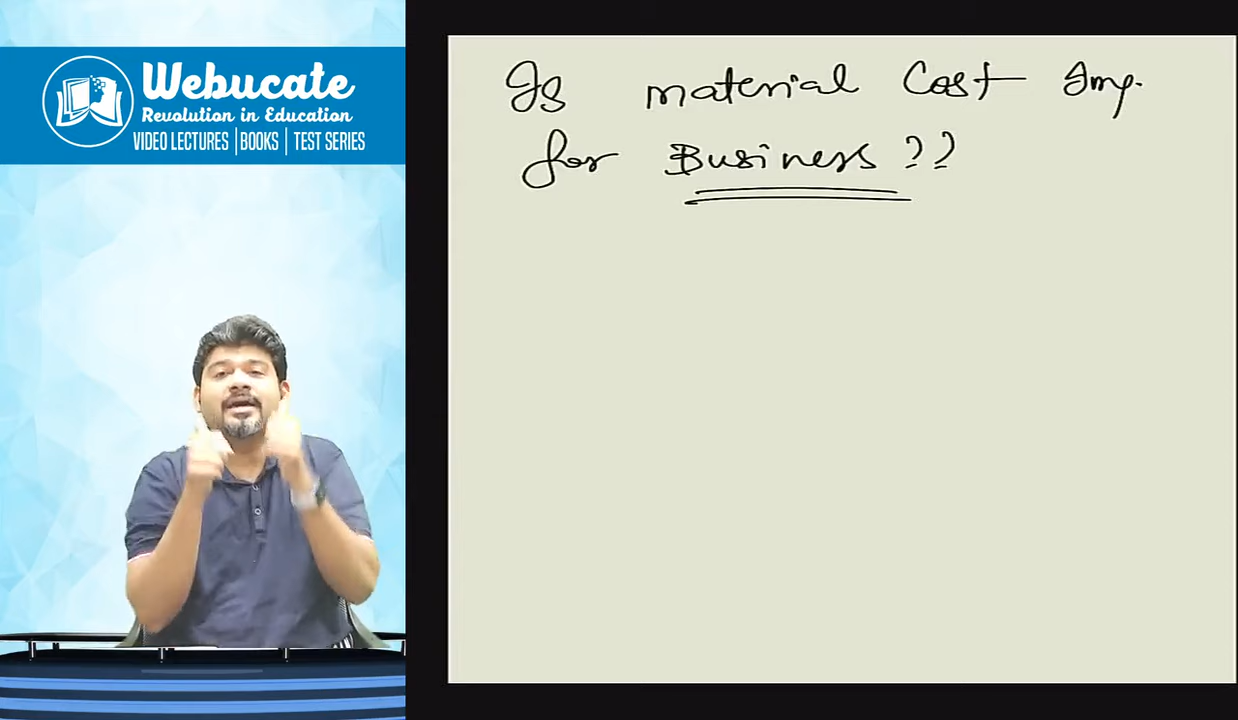 Webucate
Revolution in Education
VIDEO LECTURES | BOOKS | TEST SERIES
Is material Cost Imp.
for Business ??